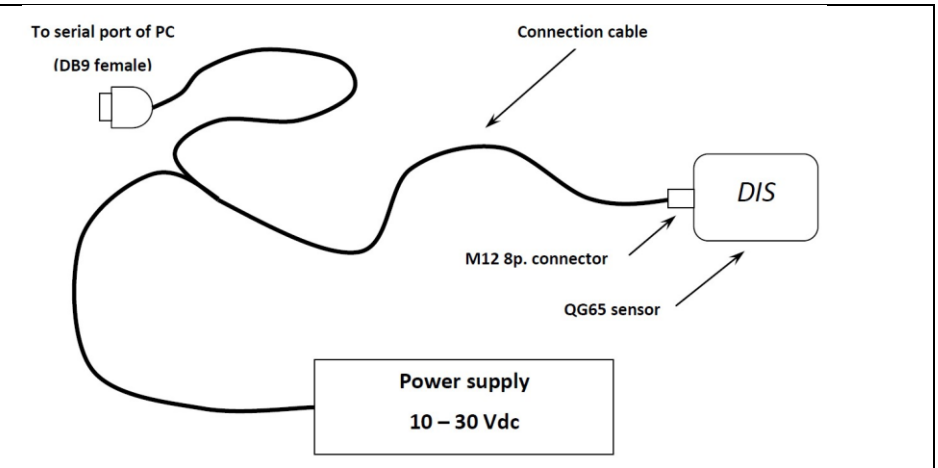 To serial port of PC
(DB9 female)
Connection cable
DIS
M12 8p. connector
QG65 sensor
Power supply
10 – 30 Vdc